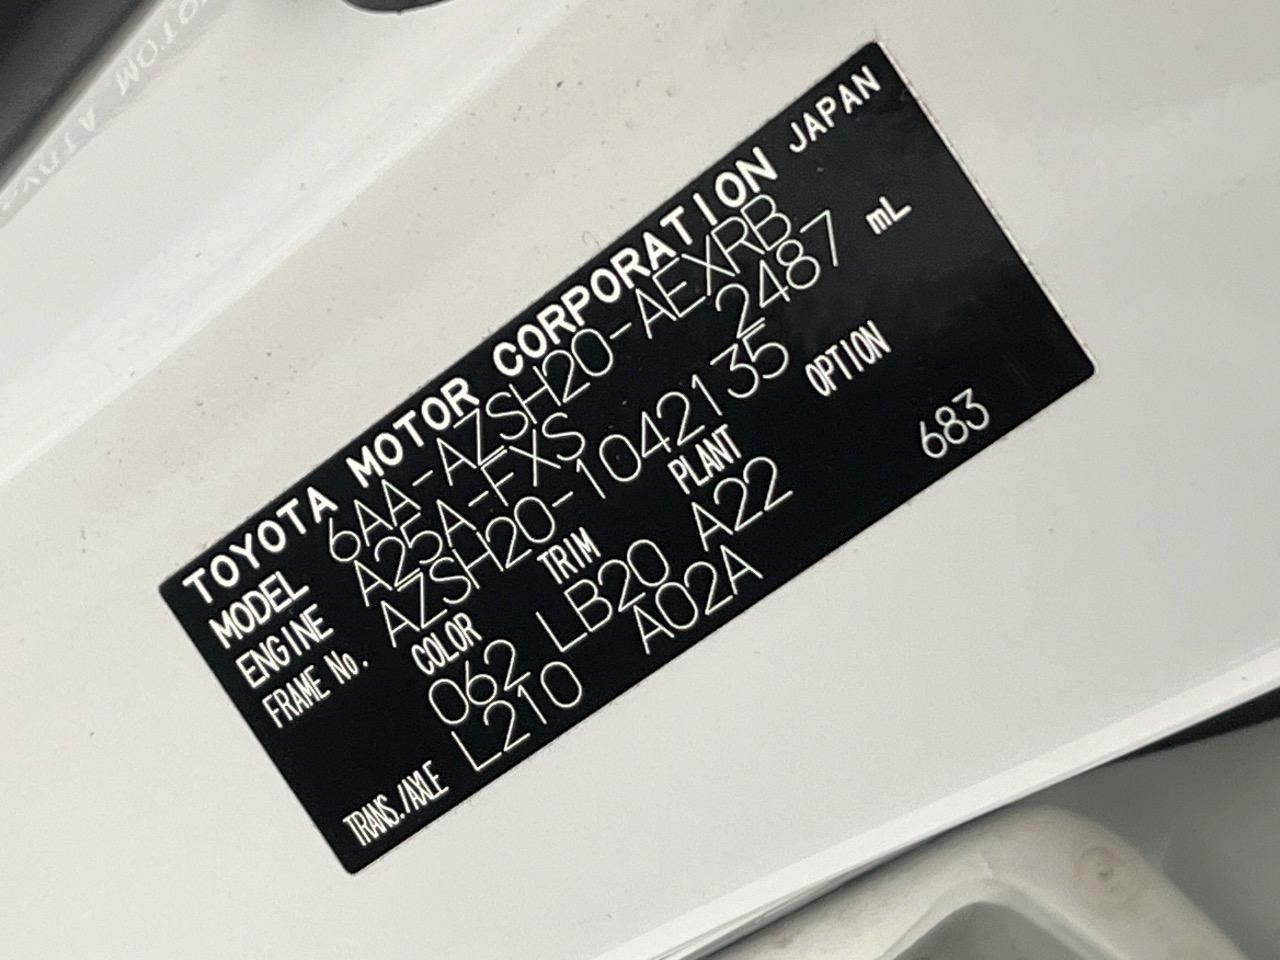 TOYOTA MOTOR CORPORATION JAPAN
MODEL 6AA-AZSH20-AEXRB
ENGINE A25A-FXS 2487 mL
FRAME No. AZSH20-1042135
COLOR TRIM PLANT OPTION
062 LB20 A22 683
TRANS./AXLE L210 A02A